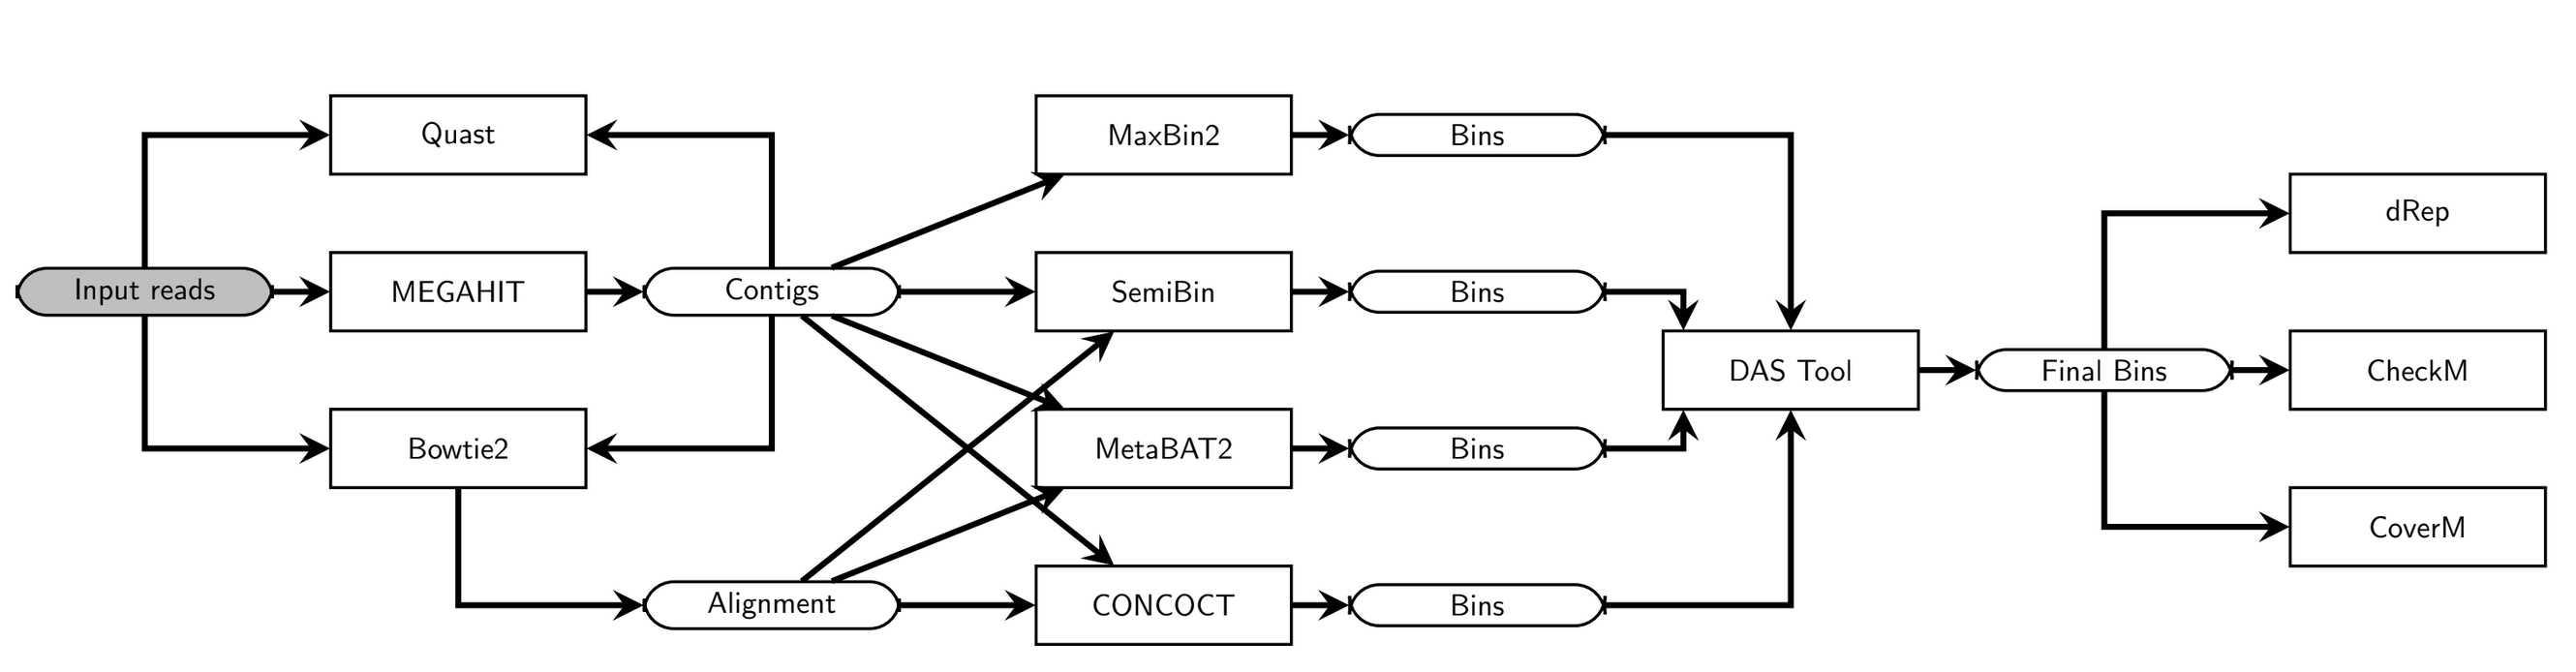 Quast
MaxBin2
Bins
dRep
Input reads
MEGAHIT
Contigs
SemiBin
Bins
DAS Tool
Final Bins
CheckM
Bowtie2
MetaBAT2
Bins
CoverM
Alignment
CONCOCT
Bins